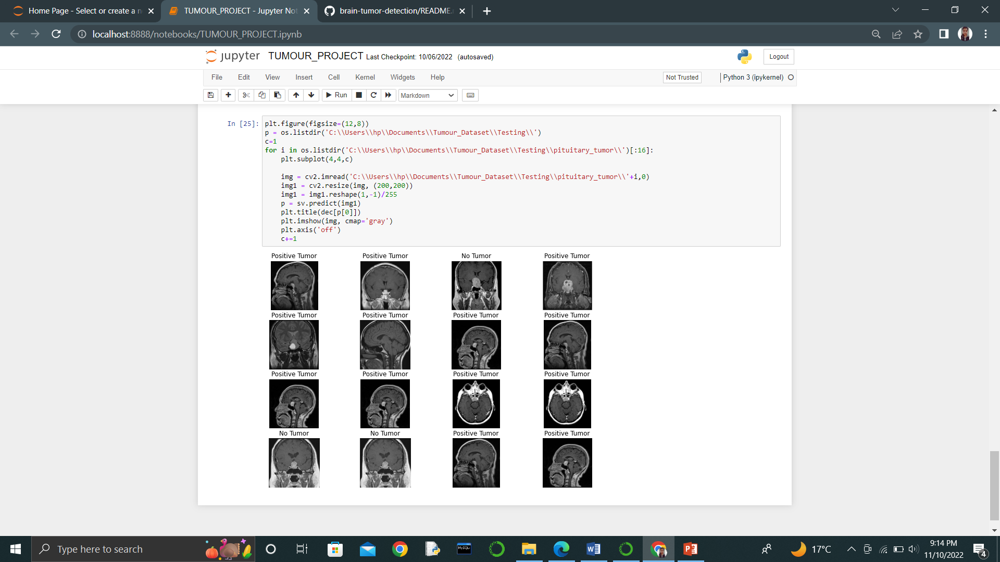 Home Page - Select or create a n
TUMOUR_PROJECT - Jupyter Not
brain-tumor-detection/README.r
localhost:8888/notebooks/TUMOUR_PROJECT.ipynb
jupyter TUMOUR_PROJECT Last Checkpoint: 10/06/2022 (autosaved)
Logout
File Edit View Insert Cell Kernel Widgets Help
Not Trusted
Python 3 (ipykernel)
Run
Markdown
In [25]:
plt.figure(figsize=(12,8))
p = os.listdir('C:\\Users\\hp\\Documents\\Tumour_Dataset\\Testing\\')
c=1
for i in os.listdir('C:\\Users\\hp\\Documents\\Tumour_Dataset\\Testing\\pituitary_tumor\\')[:16]:
    plt.subplot(4,4,c)
    img = cv2.imread('C:\\Users\\hp\\Documents\\Tumour_Dataset\\Testing\\pituitary_tumor\\'+i,0)
    img1 = cv2.resize(img, (200,200))
    img1 = img1.reshape(1,-1)/255
    p = sv.predict(img1)
    plt.title(dec[p[0]])
    plt.imshow(img, cmap='gray')
    plt.axis('off')
    c+=1
Positive Tumor Positive Tumor No Tumor Positive Tumor
Positive Tumor Positive Tumor Positive Tumor Positive Tumor
Positive Tumor Positive Tumor Positive Tumor Positive Tumor
No Tumor No Tumor Positive Tumor Positive Tumor
Type here to search
17°C
9:14 PM
11/10/2022
4